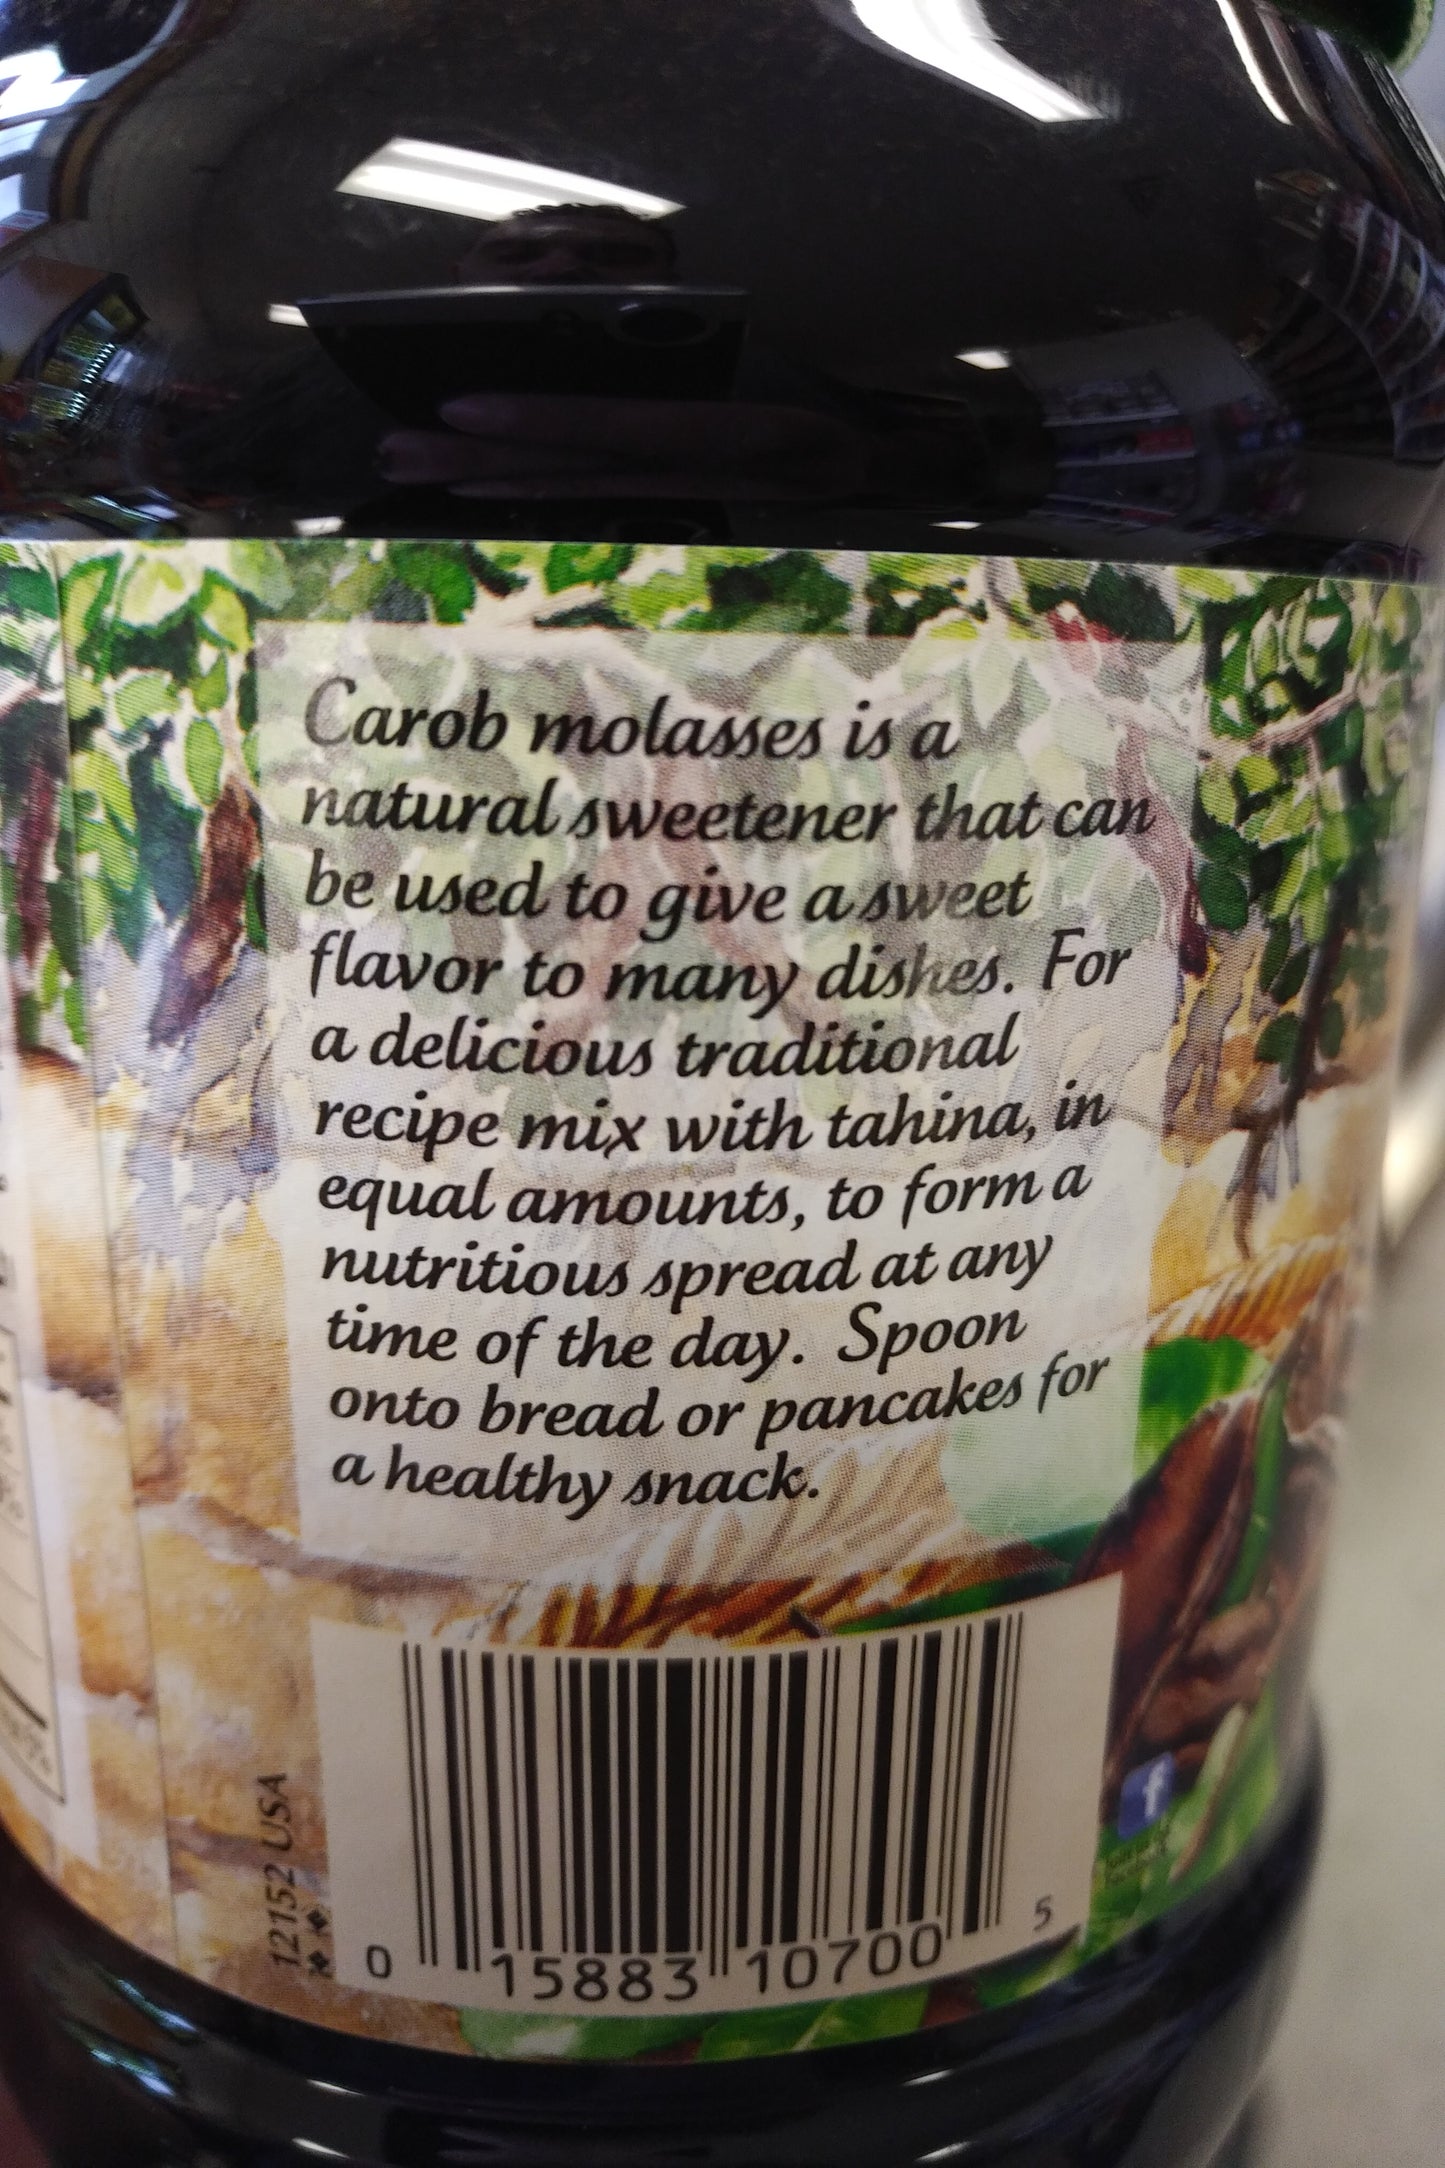 Carob molasses is a
natural sweetener that can
be used to give a sweet
flavor to many dishes. For
a delicious traditional
recipe mix with tahina, in
equal amounts, to form a
nutritious spread at any
time of the day. Spoon
onto bread or pancakes for
a healthy snack.
12152 USA
0 15883 10700 5
f